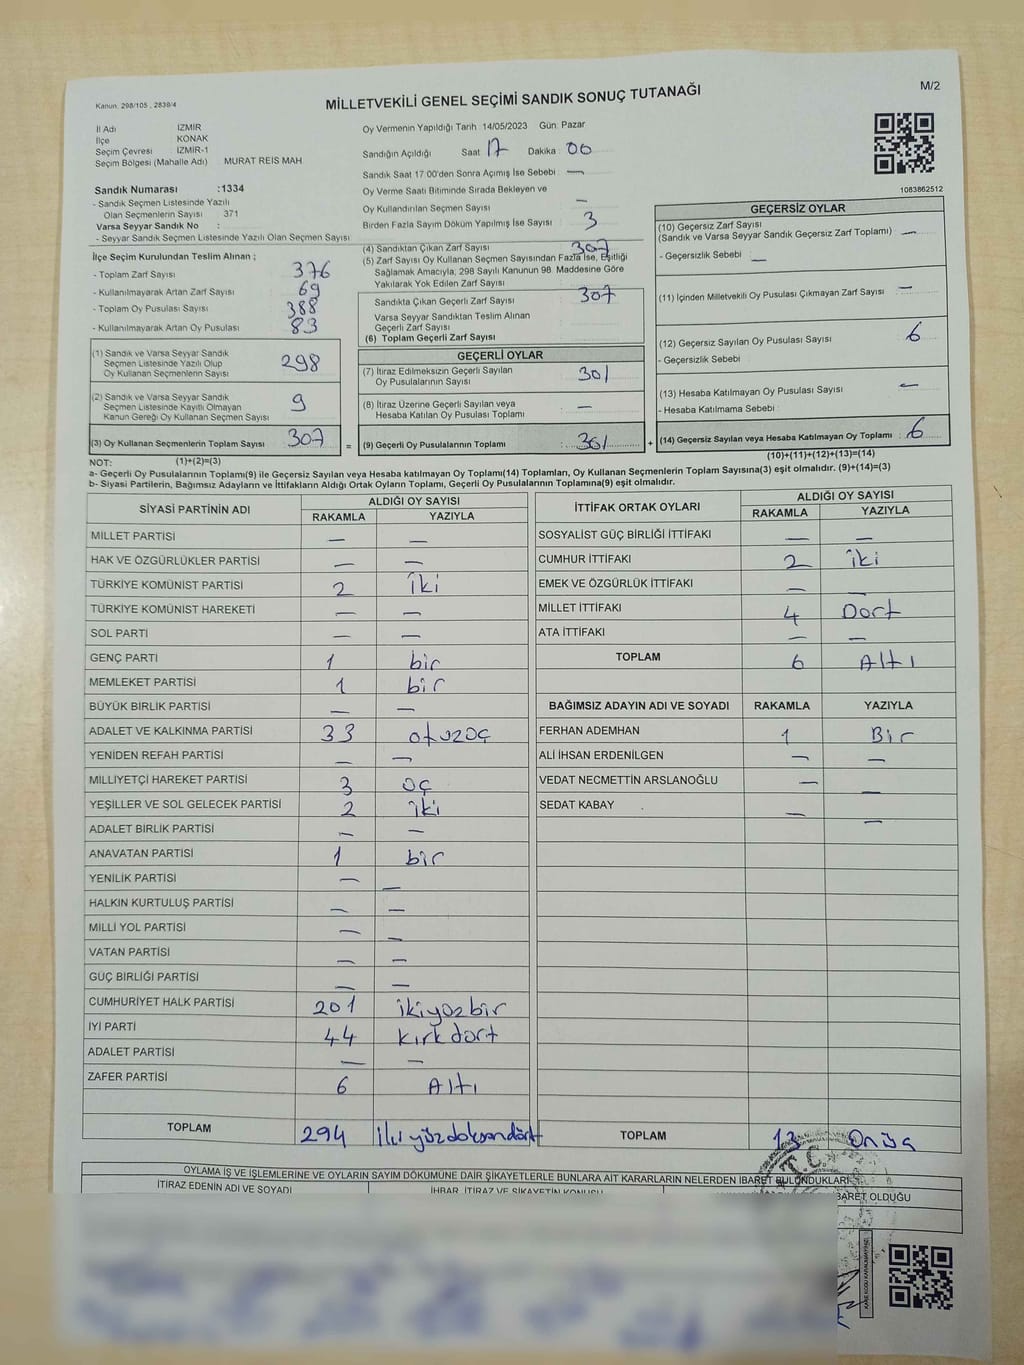 Kanun. 298/105 , 2839/4
MİLLETVEKİLİ GENEL SEÇİMİ SANDIK SONUÇ TUTANAĞI
M/2
İl Adı İZMİR
İlçe KONAK
Seçim Çevresi İZMİR-1
Seçim Bölgesi (Mahalle Adı) MURAT REİS MAH
Sandık Numarası :1334
- Sandık Seçmen Listesinde Yazılı
Olan Seçmenlerin Sayısı 371
Varsa Seyyar Sandık No :
- Seyyar Sandık Seçmen Listesinde Yazılı Olan Seçmen Sayısı
Oy Vermenin Yapıldığı Tarih 14/05/2023 Gün: Pazar
Sandığın Açıldığı Saat 17 Dakika 00
Sandık Saat 17:00'den Sonra Açımış İse Sebebi —
Oy Verme Saati Bitiminde Sırada Bekleyen ve
Oy Kullandırılan Seçmen Sayısı —
Birden Fazla Sayım Döküm Yapılmış İse Sayısı 3
1083862512
İlçe Seçim Kurulundan Teslim Alınan ;
- Toplam Zarf Sayısı 376
- Kullanılmayarak Artan Zarf Sayısı 69
- Toplam Oy Pusulası Sayısı 388
- Kullanılmayarak Artan Oy Pusulası 83
(4) Sandıktan Çıkan Zarf Sayısı 307
(5) Zarf Sayısı Oy Kullanan Seçmen Sayısından Fazla İse, Eşitliği
Sağlamak Amacıyla, 298 Sayılı Kanunun 98. Maddesine Göre
Yakılarak Yok Edilen Zarf Sayısı
Sandıkta Çıkan Geçerli Zarf Sayısı 307
Varsa Seyyar Sandıktan Teslim Alınan
Geçerli Zarf Sayısı
(6) Toplam Geçerli Zarf Sayısı
GEÇERSİZ OYLAR
(10) Geçersiz Zarf Sayısı
(Sandık ve Varsa Seyyar Sandık Geçersiz Zarf Toplamı) —
- Geçersizlik Sebebi —
(11) İçinden Milletvekili Oy Pusulası Çıkmayan Zarf Sayısı —
(12) Geçersiz Sayılan Oy Pusulası Sayısı 6
- Geçersizlik Sebebi
(13) Hesaba Katılmayan Oy Pusulası Sayısı —
- Hesaba Katılmama Sebebi :
(14) Geçersiz Sayılan veya Hesaba Katılmayan Oy Toplamı : 6
(10)+(11)+(12)+(13)=(14)
(1) Sandık ve Varsa Seyyar Sandık
Seçmen Listesinde Yazılı Olup
Oy Kullanan Seçmenlerin Sayısı 298
(2) Sandık ve Varsa Seyyar Sandık
Seçmen Listesinde Kayıtlı Olmayan
Kanun Gereği Oy Kullanan Seçmen Sayısı 9
(3) Oy Kullanan Seçmenlerin Toplam Sayısı 307 =
(1)+(2)=(3)
GEÇERLİ OYLAR
(7) İtiraz Edilmeksizin Geçerli Sayılan
Oy Pusulalarının Sayısı 301
(8) İtiraz Üzerine Geçerli Sayılan veya
Hesaba Katılan Oy Pusulası Toplamı —
(9) Geçerli Oy Pusulalarının Toplamı : 301 +
NOT:
a- Geçerli Oy Pusulalarının Toplamı(9) ile Geçersiz Sayılan veya Hesaba katılmayan Oy Toplamı(14) Toplamları, Oy Kullanan Seçmenlerin Toplam Sayısına(3) eşit olmalıdır. (9)+(14)=(3)
b- Siyasi Partilerin, Bağımsız Adayların ve İttifakların Aldığı Ortak Oyların Toplamı, Geçerli Oy Pusulalarının Toplamına(9) eşit olmalıdır.
SİYASİ PARTİNİN ADI ALDIĞI OY SAYISI
RAKAMLA YAZIYLA
MİLLET PARTİSİ — —
HAK VE ÖZGÜRLÜKLER PARTİSİ — —
TÜRKİYE KOMÜNİST PARTİSİ 2 iki
TÜRKİYE KOMÜNİST HAREKETİ — —
SOL PARTİ — —
GENÇ PARTİ 1 bir
MEMLEKET PARTİSİ 1 bir
BÜYÜK BİRLİK PARTİSİ — —
ADALET VE KALKINMA PARTİSİ 33 otuzüç
YENİDEN REFAH PARTİSİ — —
MİLLİYETÇİ HAREKET PARTİSİ 3 üç
YEŞİLLER VE SOL GELECEK PARTİSİ 2 iki
ADALET BİRLİK PARTİSİ — —
ANAVATAN PARTİSİ 1 bir
YENİLİK PARTİSİ — —
HALKIN KURTULUŞ PARTİSİ — —
MİLLİ YOL PARTİSİ — —
VATAN PARTİSİ — —
GÜÇ BİRLİĞİ PARTİSİ — —
CUMHURİYET HALK PARTİSİ 201 ikiyüzbir
İYİ PARTİ 44 kırkdört
ADALET PARTİSİ — —
ZAFER PARTİSİ 6 Altı
TOPLAM 294 ikiyüzdoksandört
İTTİFAK ORTAK OYLARI ALDIĞI OY SAYISI
RAKAMLA YAZIYLA
SOSYALİST GÜÇ BİRLİĞİ İTTİFAKI — —
CUMHUR İTTİFAKI 2 iki
EMEK VE ÖZGÜRLÜK İTTİFAKI — —
MİLLET İTTİFAKI 4 Dört
ATA İTTİFAKI — —
TOPLAM 6 Altı
BAĞIMSIZ ADAYIN ADI VE SOYADI RAKAMLA YAZIYLA
FERHAN ADEMHAN 1 Bir
ALİ İHSAN ERDENİLGEN — —
VEDAT NECMETTİN ARSLANOĞLU — —
SEDAT KABAY — —
TOPLAM 13
T.C.
OYLAMA İŞ VE İŞLEMLERİNE VE OYLARIN SAYIM DÖKÜMÜNE DAİR ŞİKAYETLERLE BUNLARA AİT KARARLARIN NELERDEN İBARET BULUNDUKLARI
İTİRAZ EDENİN ADI VE SOYADI İHBAR, İTİRAZ VE ŞİKAYETİN KONUSU BARET OLDUĞU